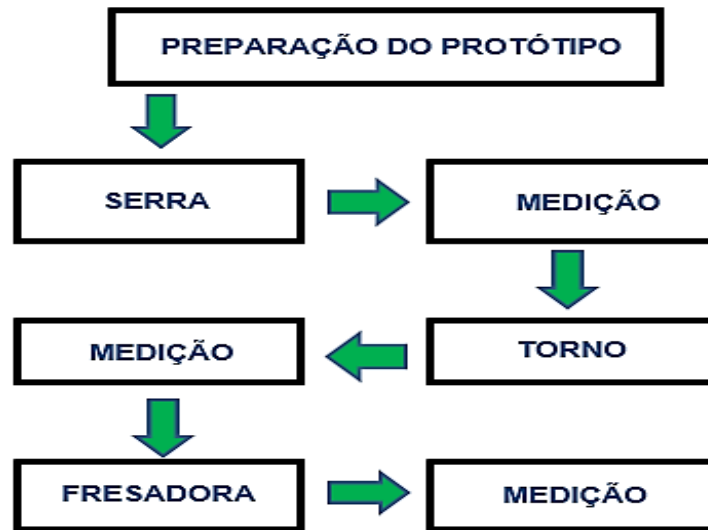 PREPARAÇÃO DO PROTÓTIPO
SERRA
MEDIÇÃO
MEDIÇÃO
TORNO
FRESADORA
MEDIÇÃO